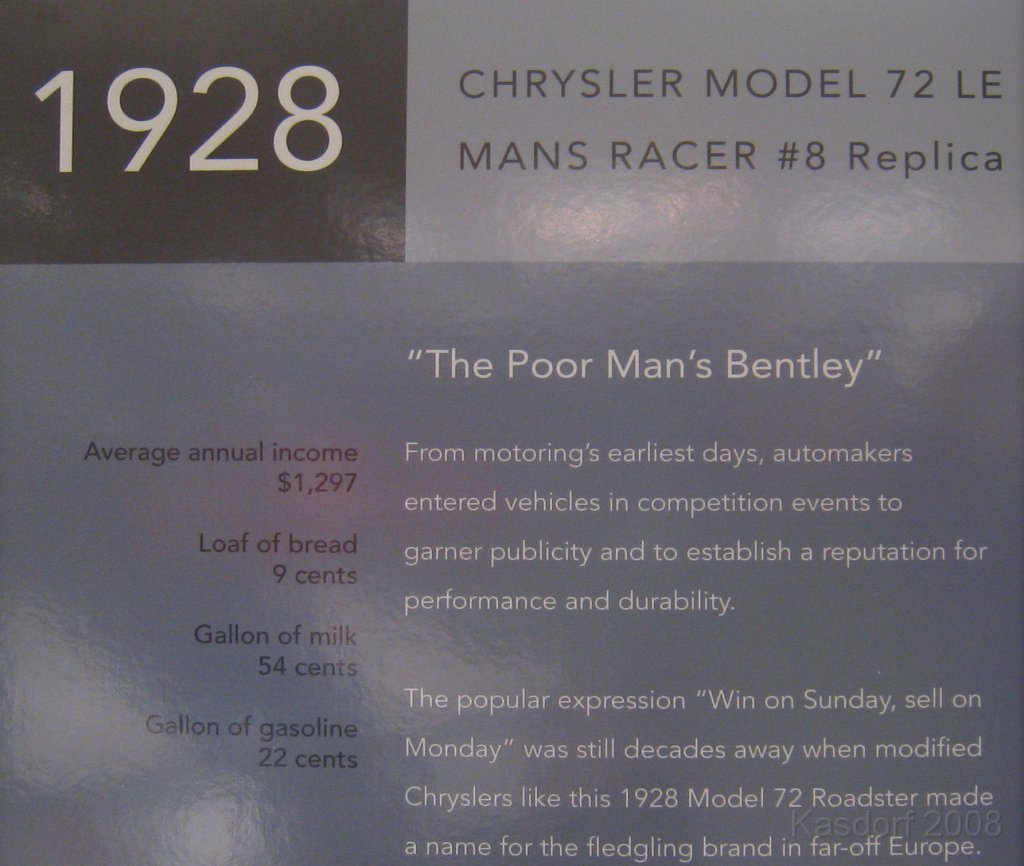 1928
CHRYSLER MODEL 72 LE
MANS RACER #8 Replica
"The Poor Man's Bentley"
Average annual income
$1,297
Loaf of bread
9 cents
Gallon of milk
54 cents
Gallon of gasoline
22 cents
From motoring's earliest days, automakers
entered vehicles in competition events to
garner publicity and to establish a reputation for
performance and durability.
The popular expression "Win on Sunday, sell on
Monday" was still decades away when modified
Chryslers like this 1928 Model 72 Roadster made
a name for the fledgling brand in far-off Europe.
Kasdorf 2008